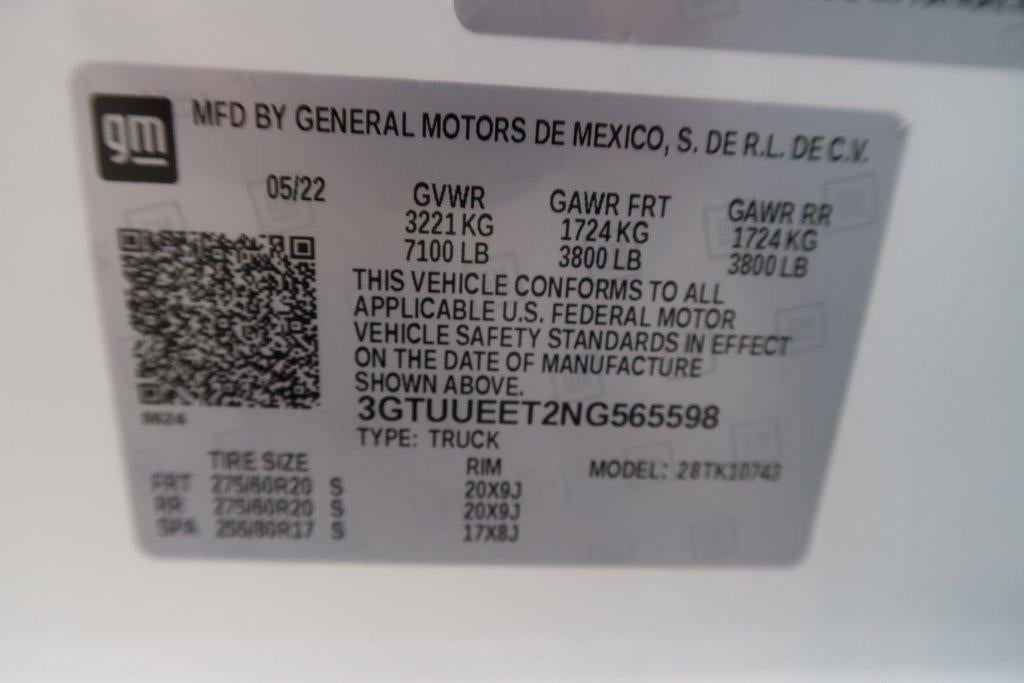 gm
MFD BY GENERAL MOTORS DE MEXICO, S. DE R.L. DE C.V.
05/22
GVWR GAWR FRT GAWR RR
3221 KG 1724 KG 1724 KG
7100 LB 3800 LB 3800 LB
THIS VEHICLE CONFORMS TO ALL
APPLICABLE U.S. FEDERAL MOTOR
VEHICLE SAFETY STANDARDS IN EFFECT
ON THE DATE OF MANUFACTURE
SHOWN ABOVE.
3GTUUEET2NG565598
TYPE: TRUCK
TIRE SIZE RIM MODEL: 28TK10743
FRT 275/60R20 S 20X9J
RR 275/60R20 S 20X9J
SPA 255/80R17 S 17X8J